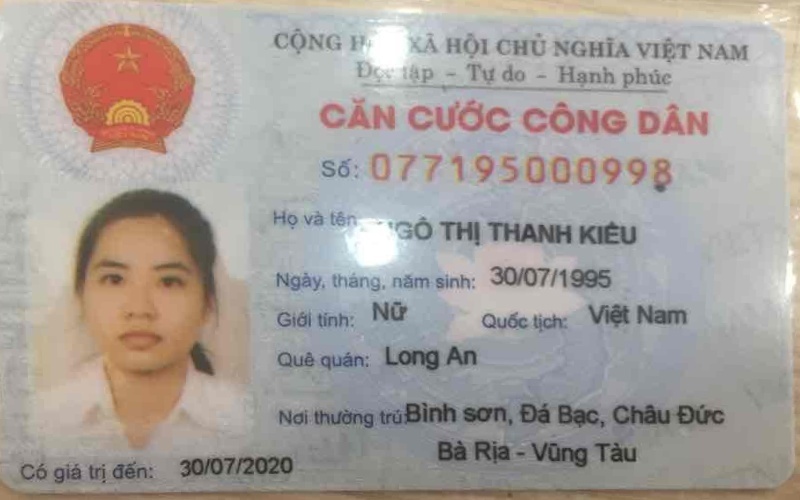 CỘNG XÃ HỘI CHỦ NGHĨA VIỆT NAM
Độc lập - Tự do - Hạnh phúc
CĂN CƯỚC CÔNG DÂN
Số: 077195000998
Họ và tên NGÔ THỊ THANH KIỀU
Ngày, tháng, năm sinh: 30/07/1995
Giới tính: Nữ Quốc tịch: Việt Nam
Quê quán: Long An
Nơi thường trú: Bình sơn, Đá Bạc, Châu Đức
Bà Rịa - Vũng Tàu
Có giá trị đến: 30/07/2020